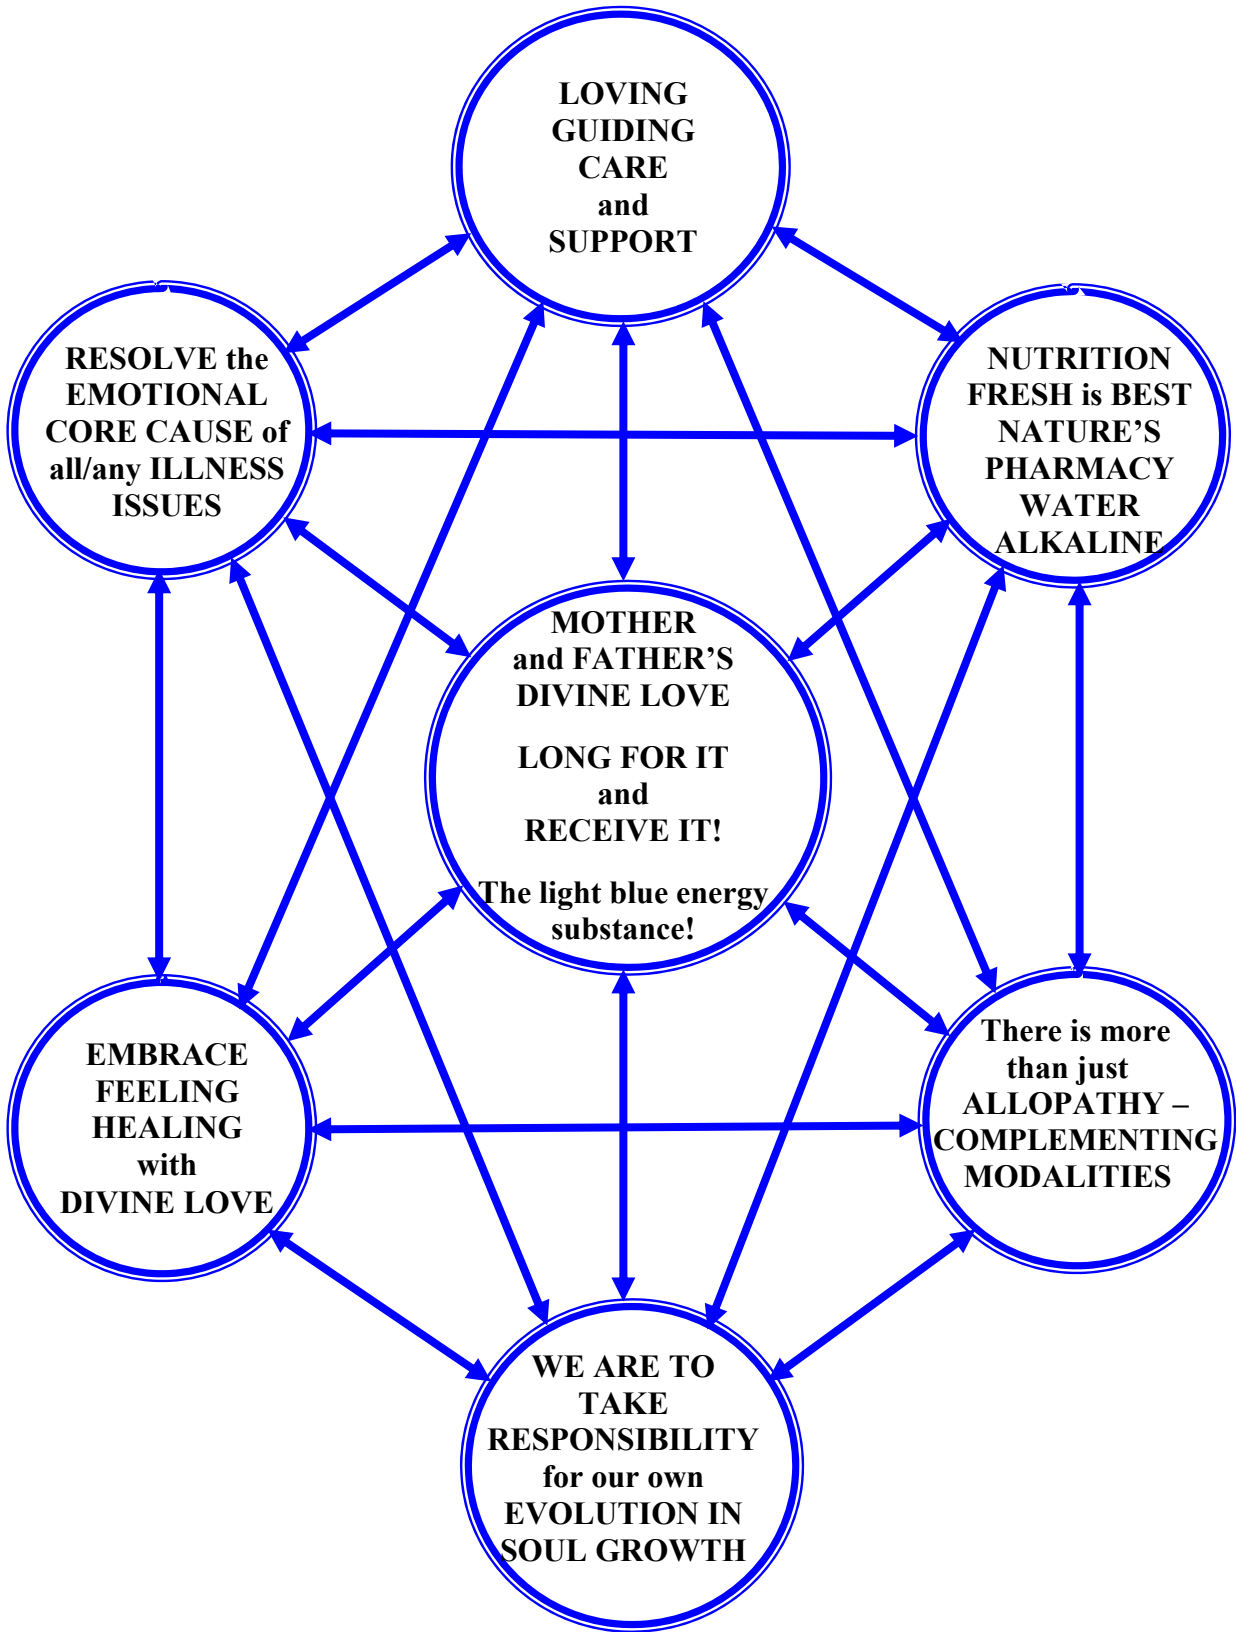 LOVING
GUIDING
CARE
and
SUPPORT
RESOLVE the
EMOTIONAL
CORE CAUSE of
all/any ILLNESS
ISSUES
NUTRITION
FRESH is BEST
NATURE’S
PHARMACY
WATER
ALKALINE
MOTHER
and FATHER’S
DIVINE LOVE
LONG FOR IT
and
RECEIVE IT!
The light blue energy
substance!
EMBRACE
FEELING
HEALING
with
DIVINE LOVE
There is more
than just
ALLOPATHY –
COMPLEMENTING
MODALITIES
WE ARE TO
TAKE
RESPONSIBILITY
for our own
EVOLUTION IN
SOUL GROWTH